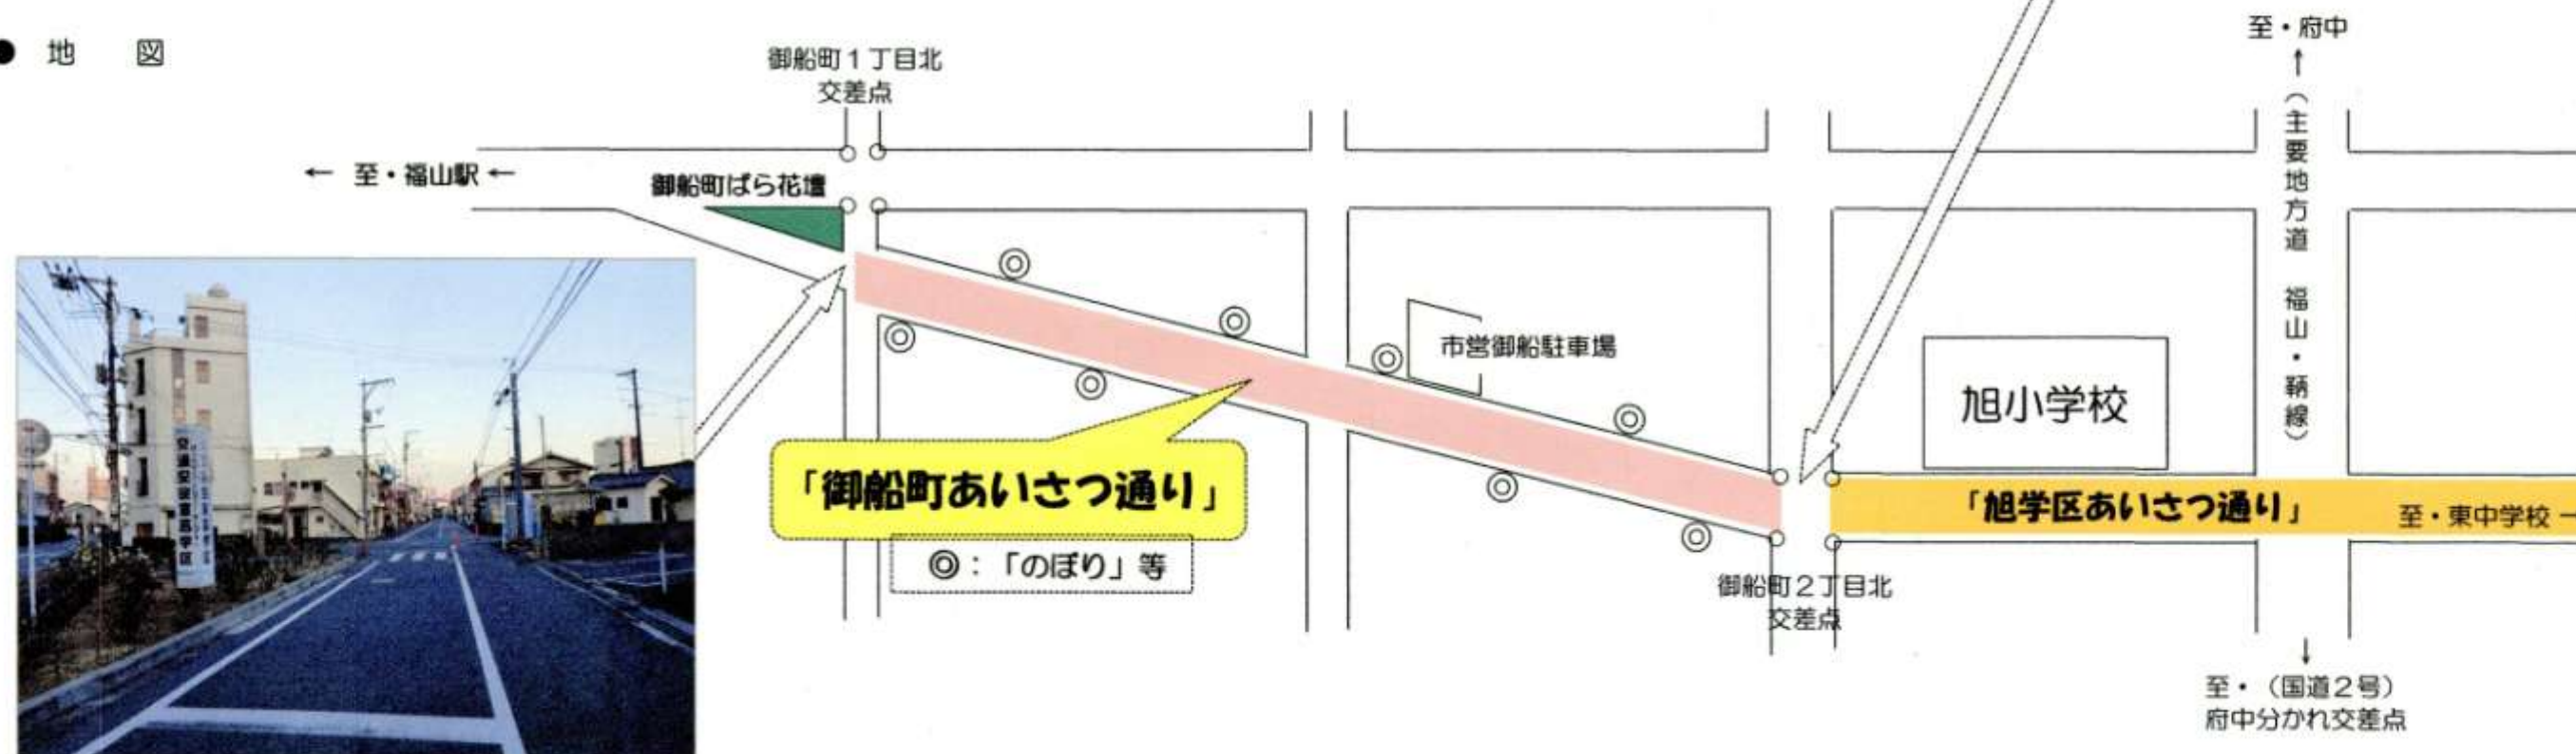 ● 地 図
御船町1丁目北
交差点
← 至・福山駅 ←
御船町ばら花壇
至・府中
↑
（主要地方道 福山・鞆線）
市営御船駐車場
旭小学校
「御船町あいさつ通り」
◎：「のぼり」等
「旭学区あいさつ通り」
至・東中学校
御船町2丁目北
交差点
↓
至・（国道2号）
府中分かれ交差点